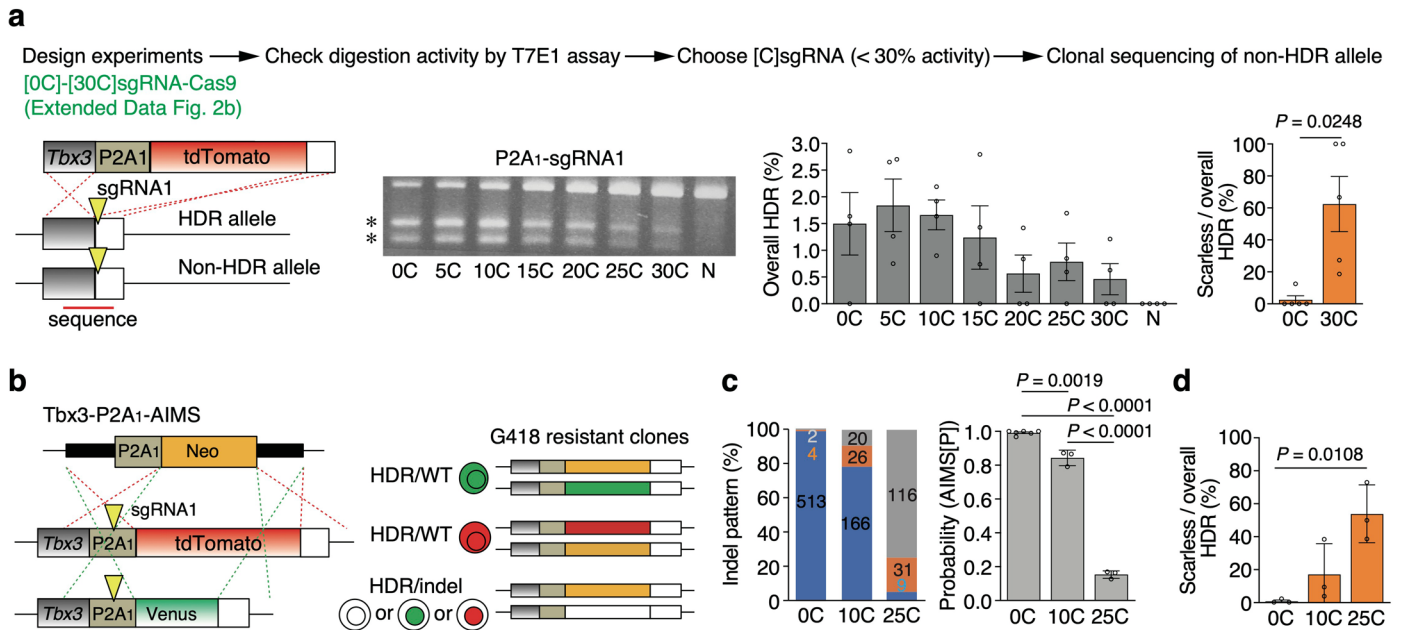 a
Design experiments → Check digestion activity by T7E1 assay → Choose [C]sgRNA (< 30% activity) → Clonal sequencing of non-HDR allele
[0C]-[30C]sgRNA-Cas9
(Extended Data Fig. 2b)
Tbx3 P2A1 tdTomato
sgRNA1
HDR allele
Non-HDR allele
sequence
P2A1-sgRNA1
*
*
0C 5C 10C 15C 20C 25C 30C N
Overall HDR (%)
3.0
2.5
2.0
1.5
1.0
0.5
0.0
0C 5C 10C 15C 20C 25C 30C N
P = 0.0248
Scarless / overall
HDR (%)
100
80
60
40
20
0
0C 30C
b
Tbx3-P2A1-AIMS
P2A1 Neo
sgRNA1
Tbx3 P2A1 tdTomato
Tbx3 P2A1 Venus
G418 resistant clones
HDR/WT
HDR/WT
HDR/indel
or or
c
Indel pattern (%)
100
80
60
40
20
0
2
4
513
20
26
166
116
31
9
0C 10C 25C
P = 0.0019
P < 0.0001
P < 0.0001
Probability (AIMS[P])
1.0
0.8
0.6
0.4
0.2
0.0
0C 10C 25C
d
P = 0.0108
Scarless / overall
HDR (%)
100
80
60
40
20
0
0C 10C 25C